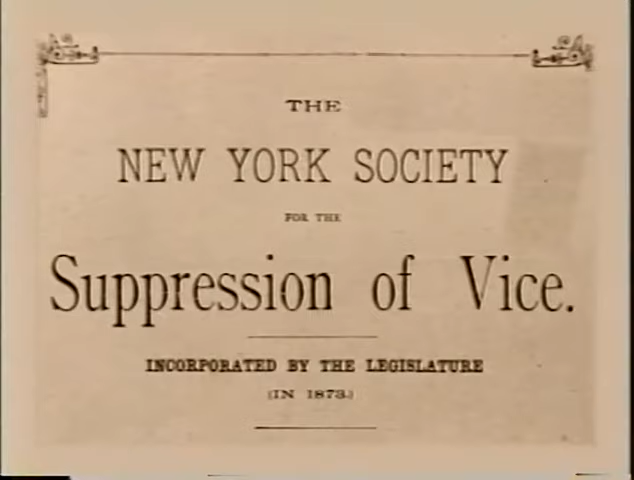 THE
NEW YORK SOCIETY
FOR THE
Suppression of Vice.
INCORPORATED BY THE LEGISLATURE
(IN 1873.)